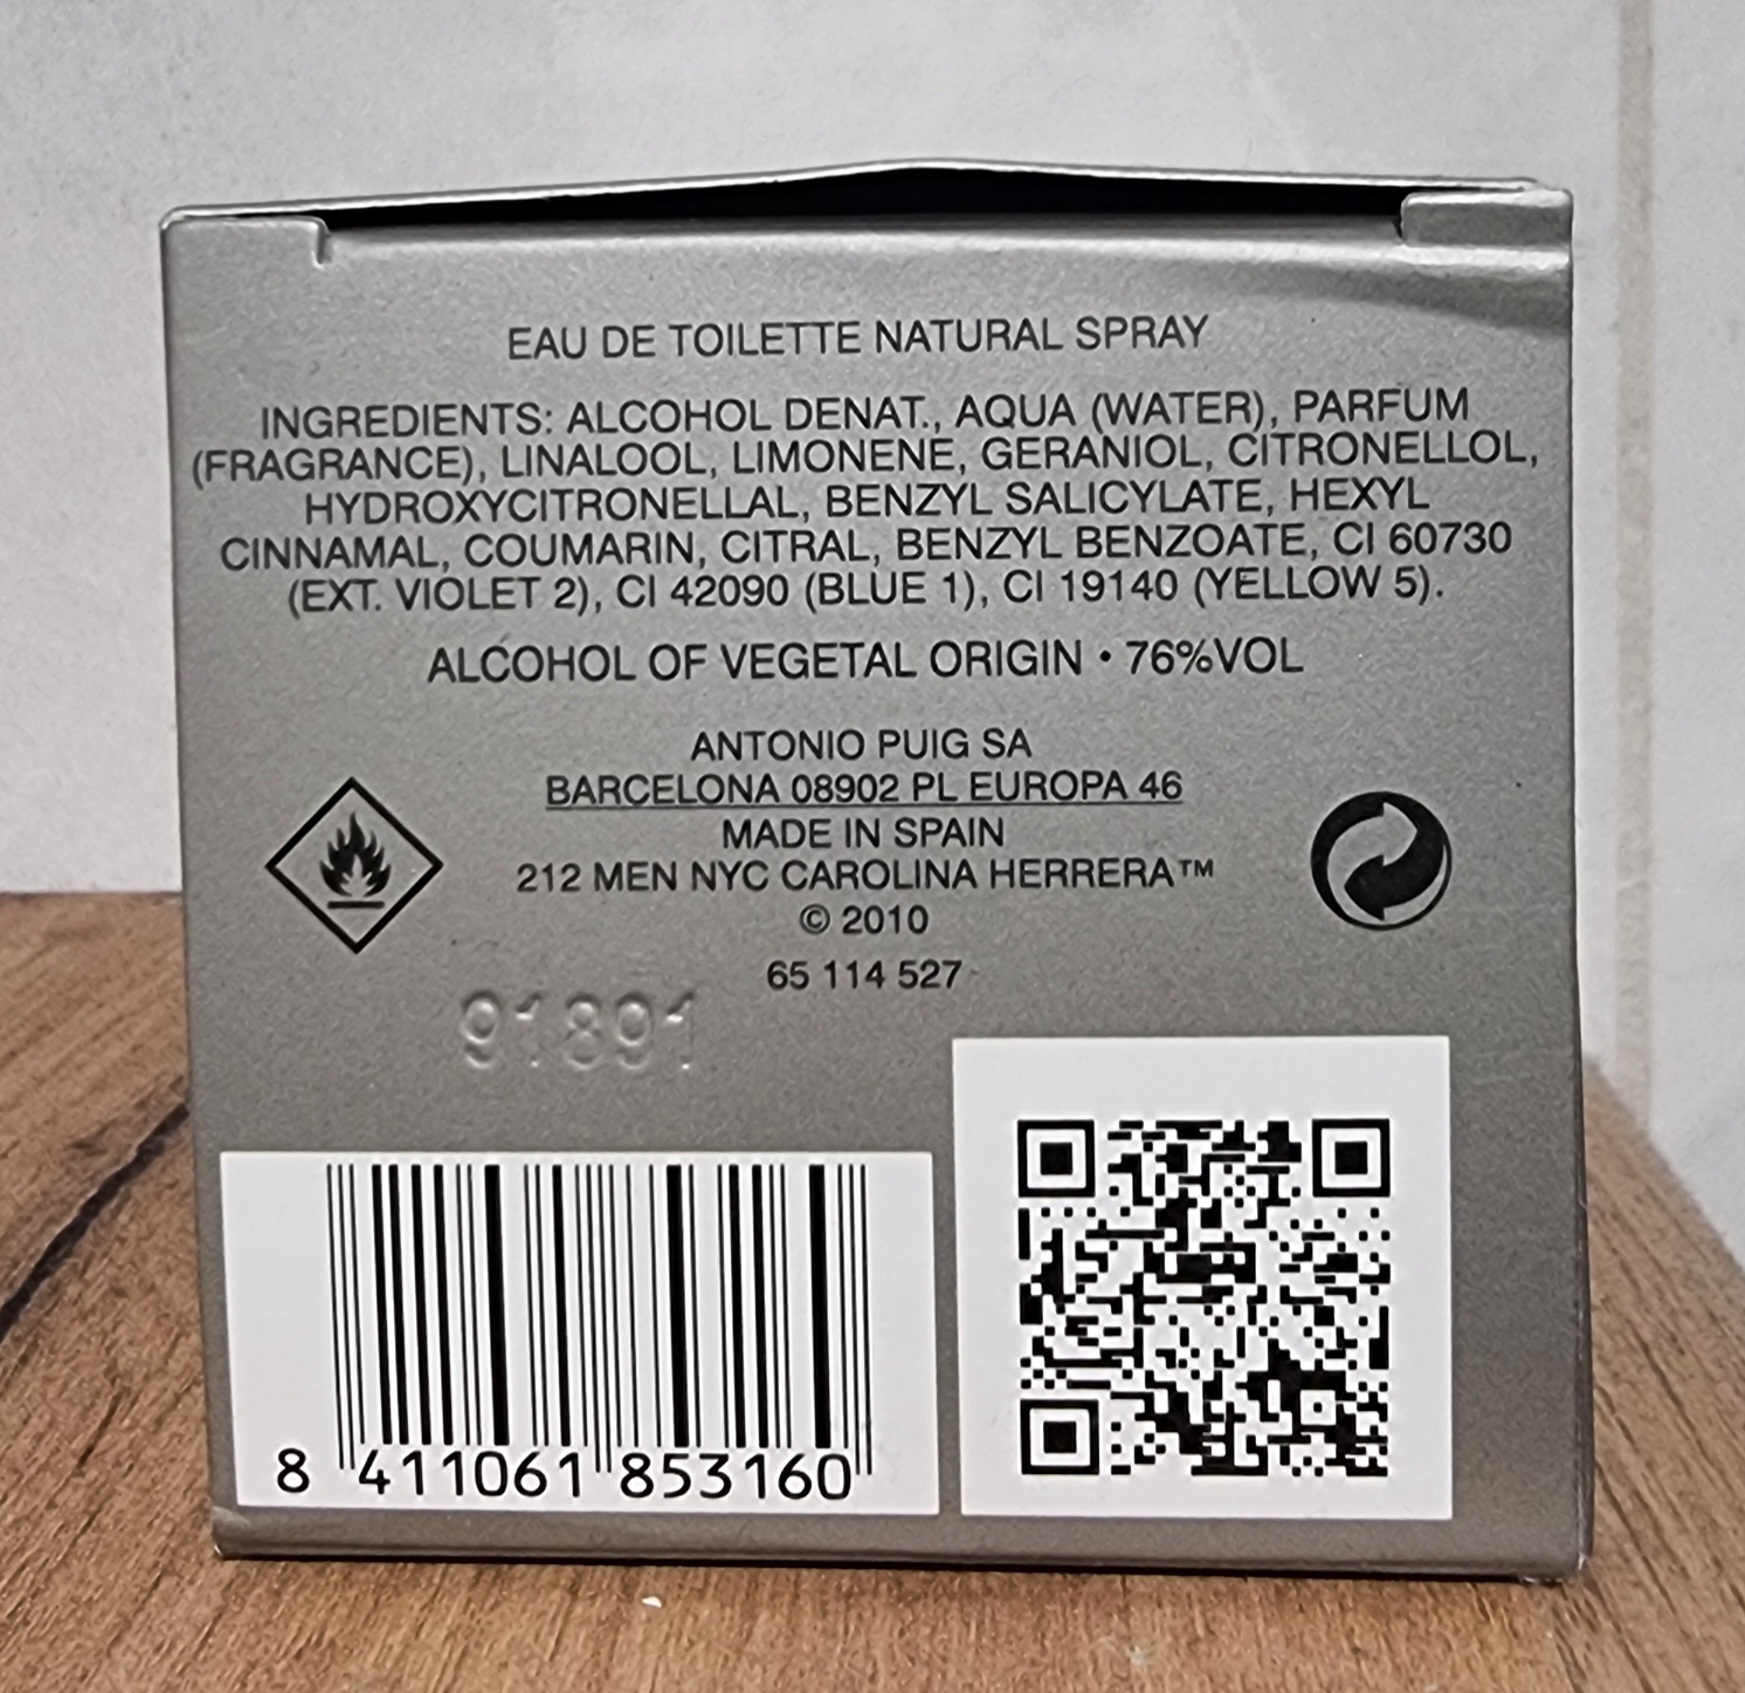 EAU DE TOILETTE NATURAL SPRAY
INGREDIENTS: ALCOHOL DENAT., AQUA (WATER), PARFUM
(FRAGRANCE), LINALOOL, LIMONENE, GERANIOL, CITRONELLOL,
HYDROXYCITRONELLAL, BENZYL SALICYLATE, HEXYL
CINNAMAL, COUMARIN, CITRAL, BENZYL BENZOATE, CI 60730
(EXT. VIOLET 2), CI 42090 (BLUE 1), CI 19140 (YELLOW 5).
ALCOHOL OF VEGETAL ORIGIN • 76%VOL
ANTONIO PUIG SA
BARCELONA 08902 PL EUROPA 46
MADE IN SPAIN
212 MEN NYC CAROLINA HERRERA™
© 2010
65 114 527
91891
8 411061 853160